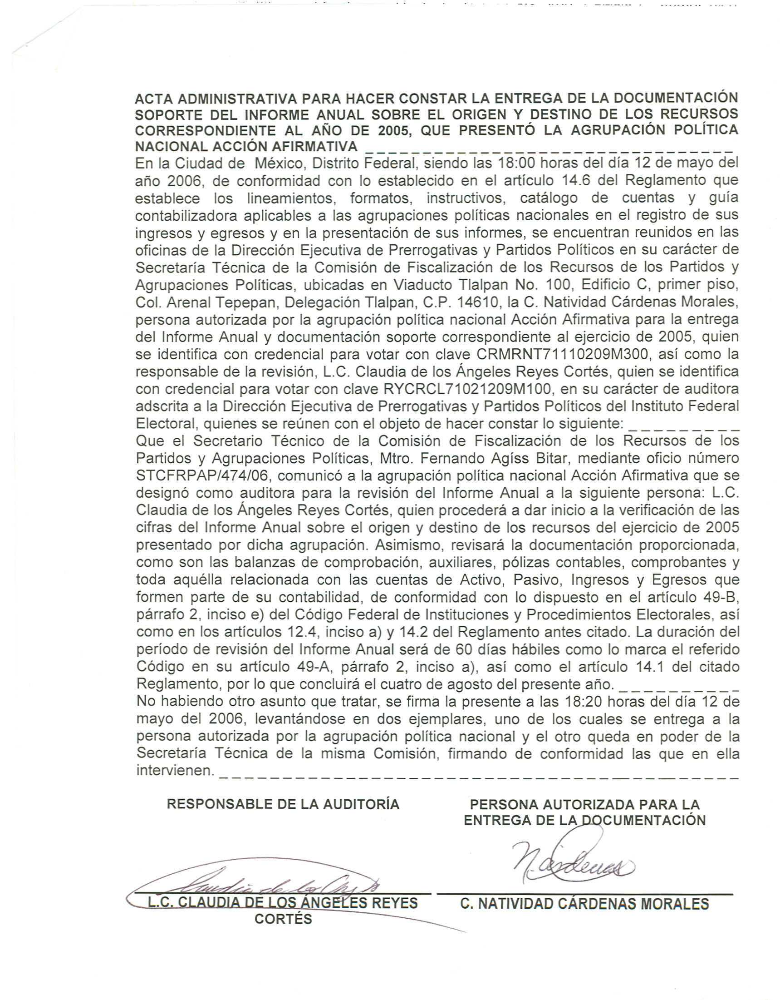 ACTA ADMINISTRATIVA PARA HACER CONSTAR LA ENTREGA DE LA DOCUMENTACIÓN
SOPORTE DEL INFORME ANUAL SOBRE EL ORIGEN Y DESTINO DE LOS RECURSOS
CORRESPONDIENTE AL AÑO DE 2005, QUE PRESENTÓ LA AGRUPACIÓN POLÍTICA
NACIONAL ACCIÓN AFIRMATIVA _ _ _ _ _ _ _ _ _ _ _ _ _ _ _ _ _ _ _ _ _ _ _ _ _ _ _ _ _ _ _ _
En la Ciudad de México, Distrito Federal, siendo las 18:00 horas del día 12 de mayo del
año 2006, de conformidad con lo establecido en el artículo 14.6 del Reglamento que
establece los lineamientos, formatos, instructivos, catálogo de cuentas y guía
contabilizadora aplicables a las agrupaciones políticas nacionales en el registro de sus
ingresos y egresos y en la presentación de sus informes, se encuentran reunidos en las
oficinas de la Dirección Ejecutiva de Prerrogativas y Partidos Políticos en su carácter de
Secretaría Técnica de la Comisión de Fiscalización de los Recursos de los Partidos y
Agrupaciones Políticas, ubicadas en Viaducto Tlalpan No. 100, Edificio C, primer piso,
Col. Arenal Tepepan, Delegación Tlalpan, C.P. 14610, la C. Natividad Cárdenas Morales,
persona autorizada por la agrupación política nacional Acción Afirmativa para la entrega
del Informe Anual y documentación soporte correspondiente al ejercicio de 2005, quien
se identifica con credencial para votar con clave CRMRNT71110209M300, así como la
responsable de la revisión, L.C. Claudia de los Ángeles Reyes Cortés, quien se identifica
con credencial para votar con clave RYCRCL71021209M100, en su carácter de auditora
adscrita a la Dirección Ejecutiva de Prerrogativas y Partidos Políticos del Instituto Federal
Electoral, quienes se reúnen con el objeto de hacer constar lo siguiente: _ _ _ _ _ _ _ _ _
Que el Secretario Técnico de la Comisión de Fiscalización de los Recursos de los
Partidos y Agrupaciones Políticas, Mtro. Fernando Agíss Bitar, mediante oficio número
STCFRPAP/474/06, comunicó a la agrupación política nacional Acción Afirmativa que se
designó como auditora para la revisión del Informe Anual a la siguiente persona: L.C.
Claudia de los Ángeles Reyes Cortés, quien procederá a dar inicio a la verificación de las
cifras del Informe Anual sobre el origen y destino de los recursos del ejercicio de 2005
presentado por dicha agrupación. Asimismo, revisará la documentación proporcionada,
como son las balanzas de comprobación, auxiliares, pólizas contables, comprobantes y
toda aquélla relacionada con las cuentas de Activo, Pasivo, Ingresos y Egresos que
formen parte de su contabilidad, de conformidad con lo dispuesto en el artículo 49-B,
párrafo 2, inciso e) del Código Federal de Instituciones y Procedimientos Electorales, así
como en los artículos 12.4, inciso a) y 14.2 del Reglamento antes citado. La duración del
período de revisión del Informe Anual será de 60 días hábiles como lo marca el referido
Código en su artículo 49-A, párrafo 2, inciso a), así como el artículo 14.1 del citado
Reglamento, por lo que concluirá el cuatro de agosto del presente año. _ _ _ _ _ _ _ _ _ _
No habiendo otro asunto que tratar, se firma la presente a las 18:20 horas del día 12 de
mayo del 2006, levantándose en dos ejemplares, uno de los cuales se entrega a la
persona autorizada por la agrupación política nacional y el otro queda en poder de la
Secretaría Técnica de la misma Comisión, firmando de conformidad las que en ella
intervienen. _ _ _ _ _ _ _ _ _ _ _ _ _ _ _ _ _ _ _ _ _ _ _ _ _ _ _ _ _ _ _ _ _ _ _ _ _ _ _ _ _ _
RESPONSABLE DE LA AUDITORÍA
PERSONA AUTORIZADA PARA LA
ENTREGA DE LA DOCUMENTACIÓN
N. Cárdenas
Claudia de los
L.C. CLAUDIA DE LOS ÁNGELES REYES
CORTÉS
C. NATIVIDAD CÁRDENAS MORALES